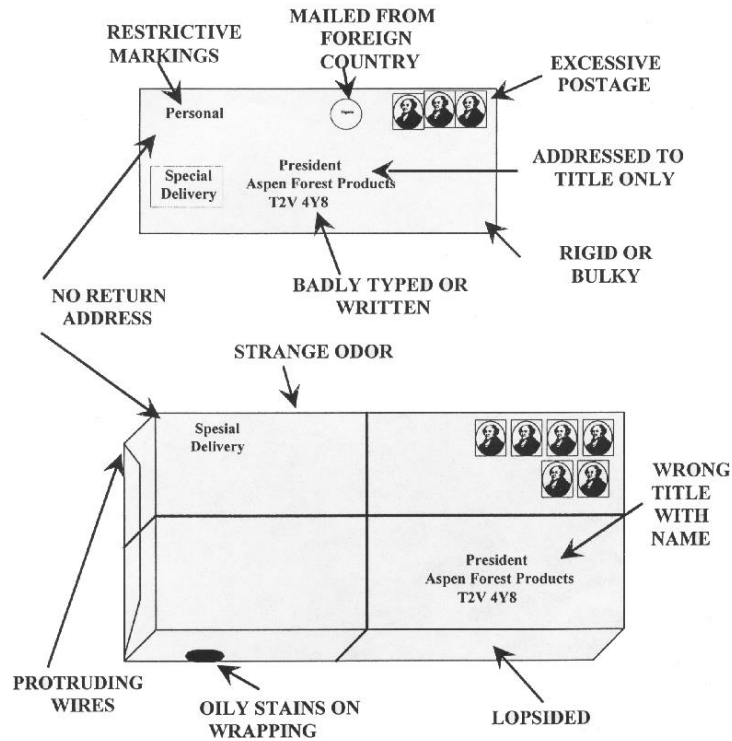 RESTRICTIVE
MARKINGS
MAILED FROM
FOREIGN
COUNTRY
EXCESSIVE
POSTAGE
Personal
Special
Delivery
President
Aspen Forest Products
T2V 4Y8
ADDRESSED TO
TITLE ONLY
RIGID OR
BULKY
BADLY TYPED OR
WRITTEN
NO RETURN
ADDRESS
STRANGE ODOR
Spesial
Delivery
WRONG
TITLE
WITH
NAME
President
Aspen Forest Products
T2V 4Y8
PROTRUDING
WIRES
OILY STAINS ON
WRAPPING
LOPSIDED